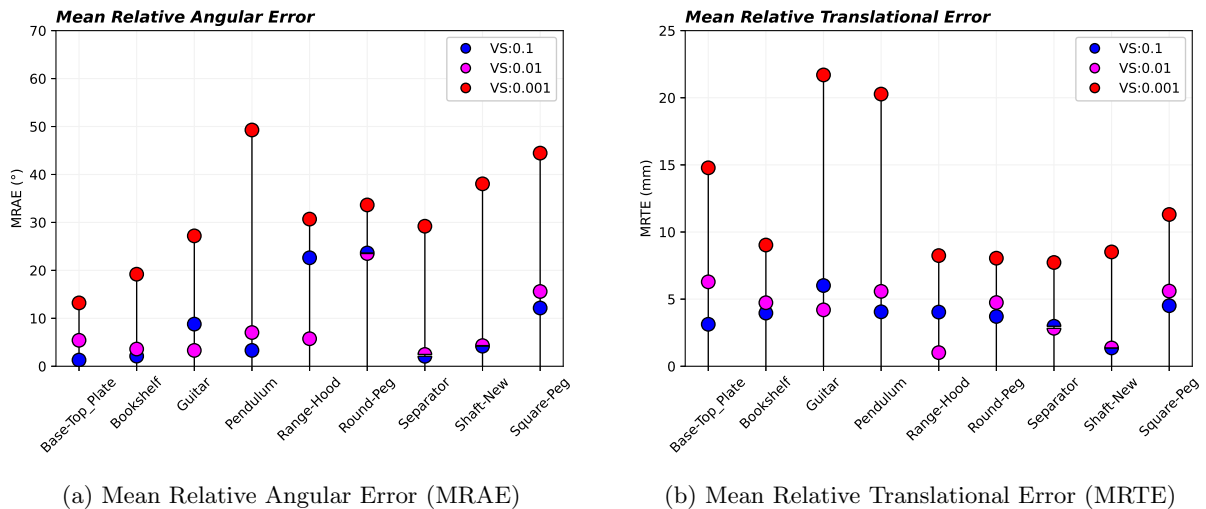 Mean Relative Angular Error
70
60
50
40
30
20
10
0
MRAE (°)
VS:0.1
VS:0.01
VS:0.001
Base-Top_Plate
Bookshelf
Guitar
Pendulum
Range-Hood
Round-Peg
Separator
Shaft-New
Square-Peg
(a) Mean Relative Angular Error (MRAE)
Mean Relative Translational Error
25
20
15
10
5
0
MRTE (mm)
VS:0.1
VS:0.01
VS:0.001
Base-Top_Plate
Bookshelf
Guitar
Pendulum
Range-Hood
Round-Peg
Separator
Shaft-New
Square-Peg
(b) Mean Relative Translational Error (MRTE)